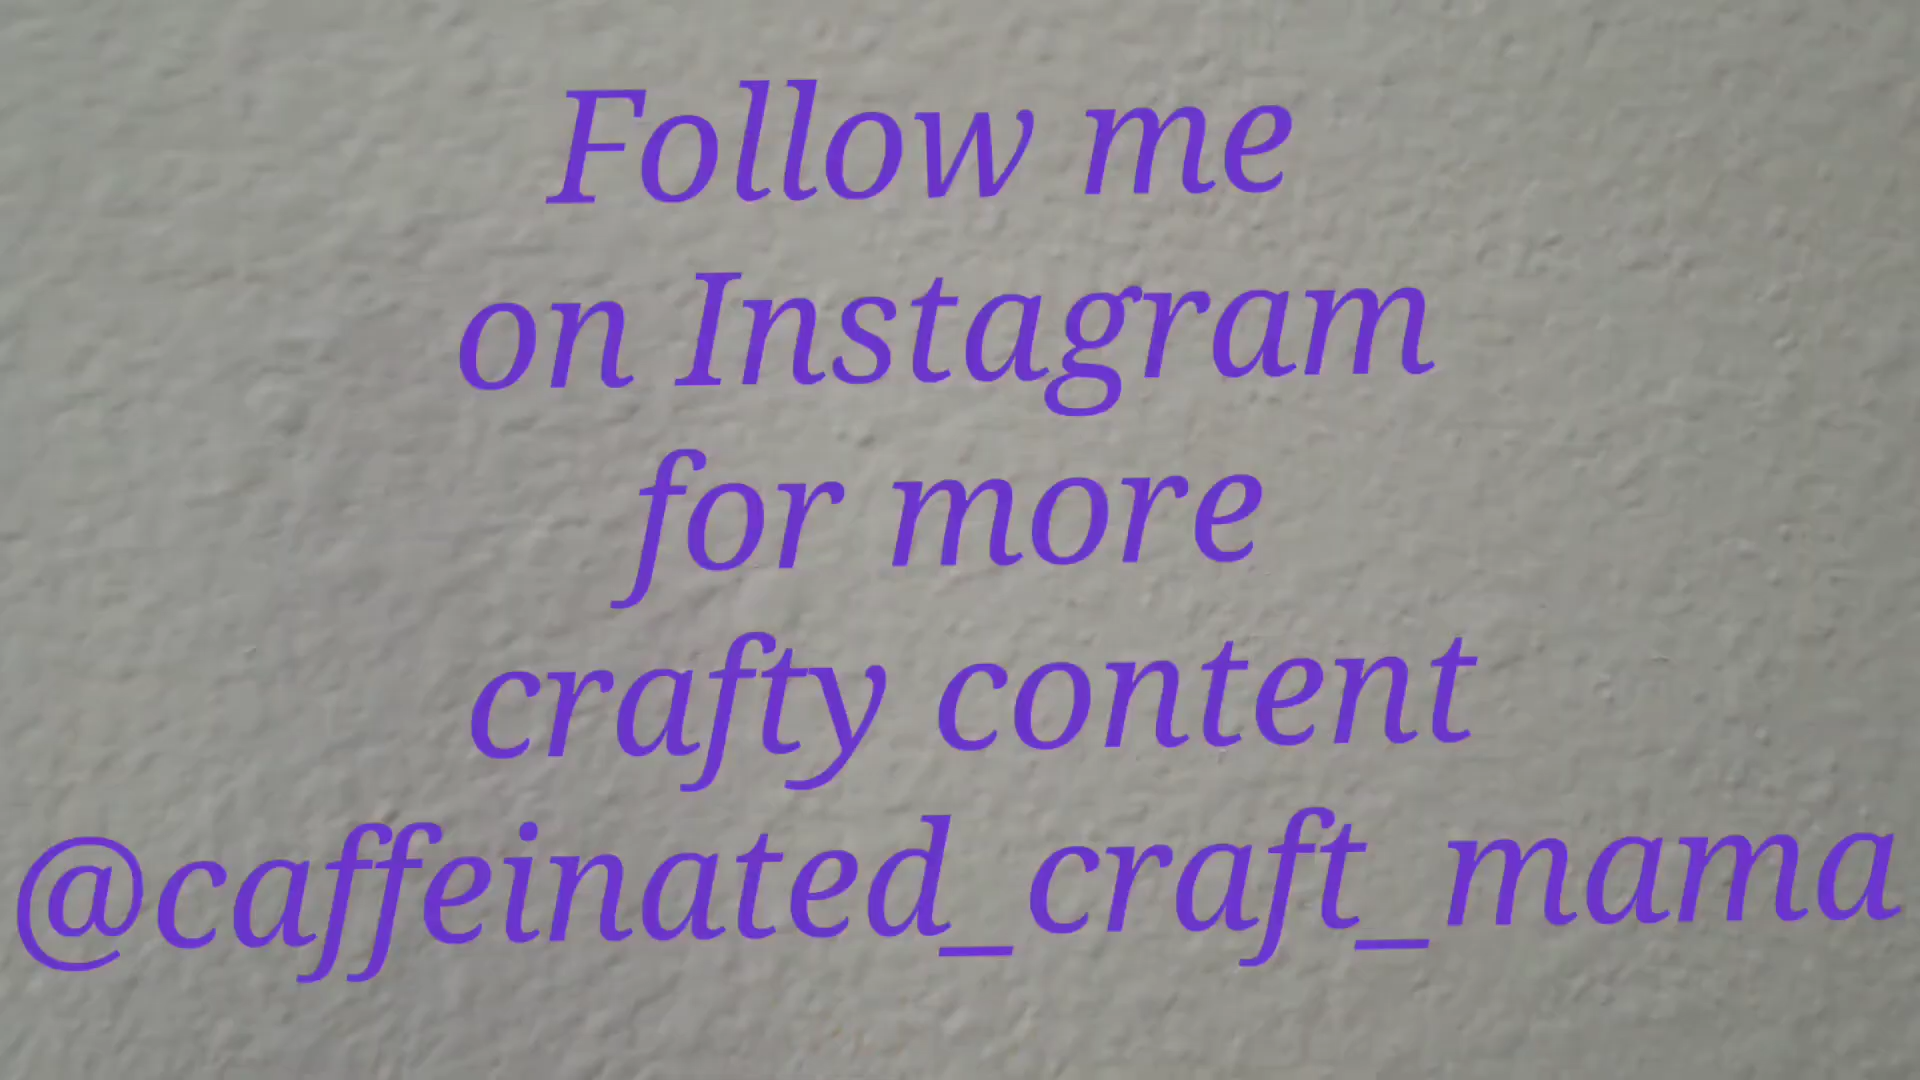 Follow me
on Instagram
for more
crafty content
@caffeinated_craft_mama